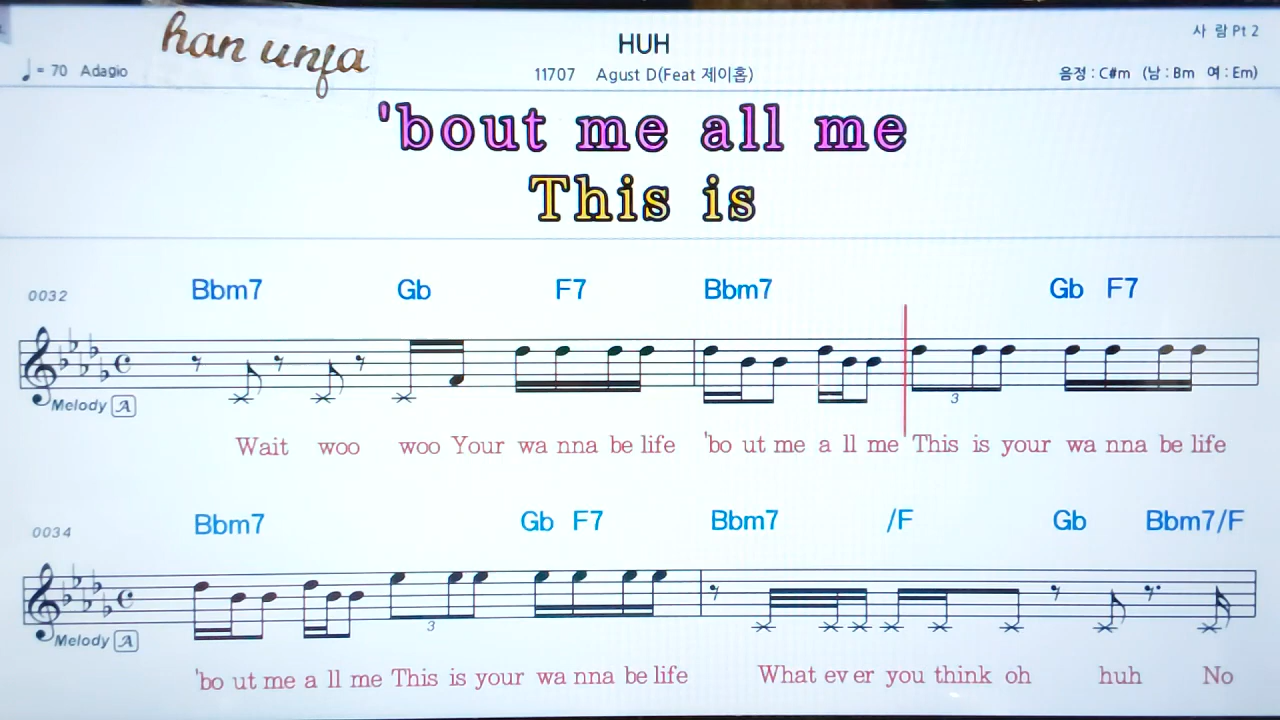 han unja
HUH
사 람 Pt 2
♩ = 70 Adagio
11707 Agust D(Feat 제이홉)
음정 : C#m (남 : Bm 여 : Em)
'bout me all me
This is
0032
Bbm7 Gb F7 Bbm7 Gb F7
3
Melody A
Wait woo woo Your wa nna be life 'bo ut me a ll me This is your wa nna be life
0034
Bbm7 Gb F7 Bbm7 /F Gb Bbm7/F
3
Melody A
'bo ut me a ll me This is your wa nna be life What ev er you think oh huh No